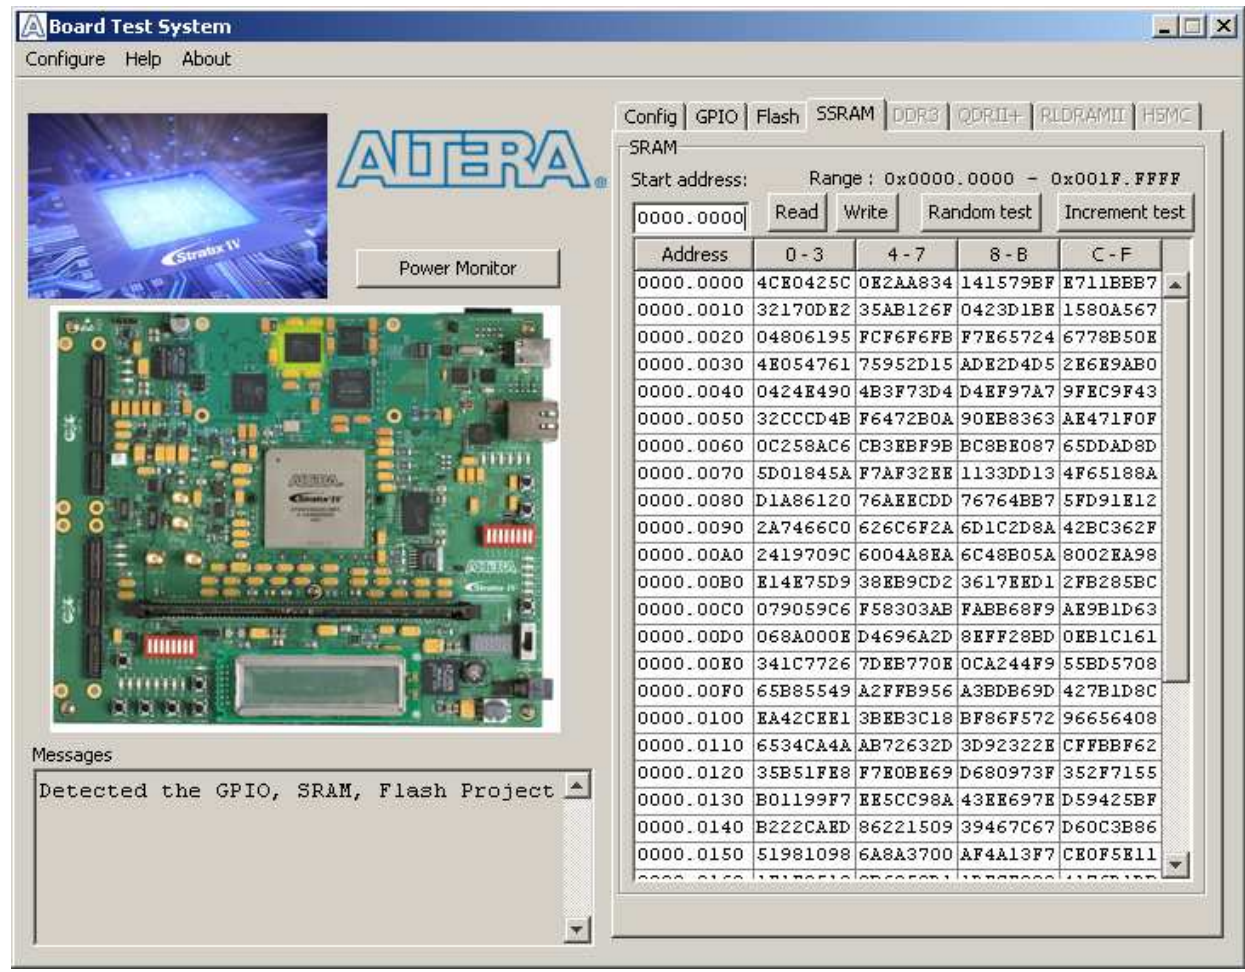 Board Test System
Configure Help About
Config GPIO Flash SSRAM DDR3 QDRII+ RLDRAMII HSMC
ALTERA
SRAM
Start address: Range : 0x0000.0000 - 0x001F.FFFF
0000.0000 Read Write Random test Increment test
Stratix IV
Power Monitor
Address 0 - 3 4 - 7 8 - B C - F
0000.0000 4CE0425C 0E2AA834 141579BF E711BBB7
0000.0010 32170DE2 35AB126F 0423D1BE 1580A567
0000.0020 04806195 FCF6F6FB F7E65724 6778B50E
0000.0030 4E054761 75952D15 ADE2D4D5 2E6E9AB0
0000.0040 0424E490 4B3F73D4 D4EF97A7 9FEC9F43
0000.0050 32CCCD4B F6472B0A 90EB8363 AE471F0F
0000.0060 0C258AC6 CB3EBF9B BC8BE087 65DDAD8D
0000.0070 5D01845A F7AF32EE 1133DD13 4F65188A
0000.0080 D1A86120 76AEECDD 76764BB7 5FD91E12
0000.0090 2A7466C0 626C6F2A 6D1C2D8A 42BC362F
0000.00A0 2419709C 6004A8EA 6C48B05A 8002EA98
0000.00B0 E14E75D9 38EB9CD2 3617EED1 2FB285BC
0000.00C0 079059C6 F58303AB FABB68F9 AE9B1D63
0000.00D0 068A000E D4696A2D 8EFF28BD 0EB1C161
0000.00E0 341C7726 7DEB770E 0CA244F9 55BD5708
0000.00F0 65B85549 A2FFB956 A3BDB69D 427B1D8C
0000.0100 EA42CEE1 3BEB3C18 BF86F572 96656408
0000.0110 6534CA4A AB72632D 3D92322E CFFBBF62
0000.0120 35B51FE8 F7E0BE69 D680973F 352F7155
0000.0130 B01199F7 EE5CC98A 43EE697E D59425BF
0000.0140 B222CAED 86221509 39467C67 D60C3B86
0000.0150 51981098 6A8A3700 AF4A13F7 CE0F5E11
ALTERA
Stratix IV
ALTERA
Stratix IV
Messages
Detected the GPIO, SRAM, Flash Project